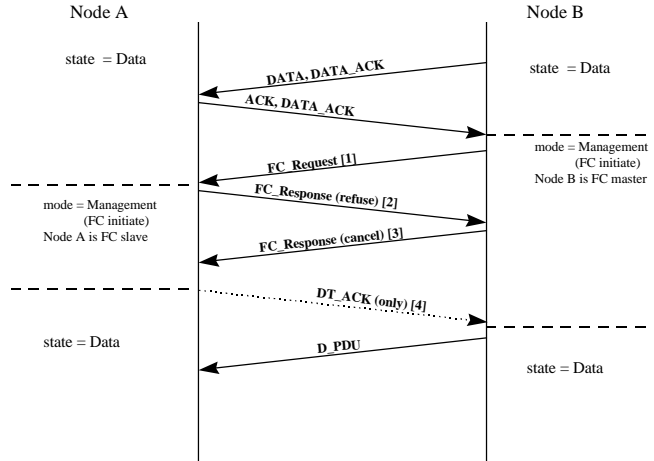 Node A
Node B
state = Data
state = Data
DATA, DATA_ACK
ACK, DATA_ACK
mode = Management
(FC initiate)
Node B is FC master
FC_Request [1]
FC_Response (refuse) [2]
mode = Management
(FC initiate)
Node A is FC slave
FC_Response (cancel) [3]
DT_ACK (only) [4]
state = Data
D_PDU
state = Data